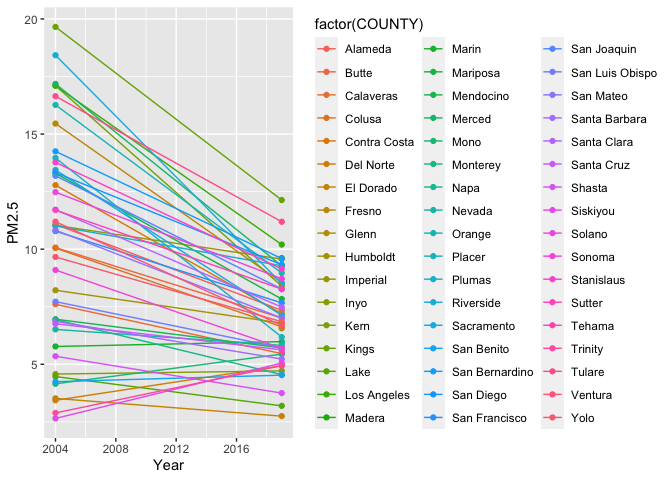 factor(COUNTY)
20
15
10
5
PM2.5
2004
2008
2012
2016
Year
Alameda
Butte
Calaveras
Colusa
Contra Costa
Del Norte
El Dorado
Fresno
Glenn
Humboldt
Imperial
Inyo
Kern
Kings
Lake
Los Angeles
Madera
Marin
Mariposa
Mendocino
Merced
Mono
Monterey
Napa
Nevada
Orange
Placer
Plumas
Riverside
Sacramento
San Benito
San Bernardino
San Diego
San Francisco
San Joaquin
San Luis Obispo
San Mateo
Santa Barbara
Santa Clara
Santa Cruz
Shasta
Siskiyou
Solano
Sonoma
Stanislaus
Sutter
Tehama
Trinity
Tulare
Ventura
Yolo